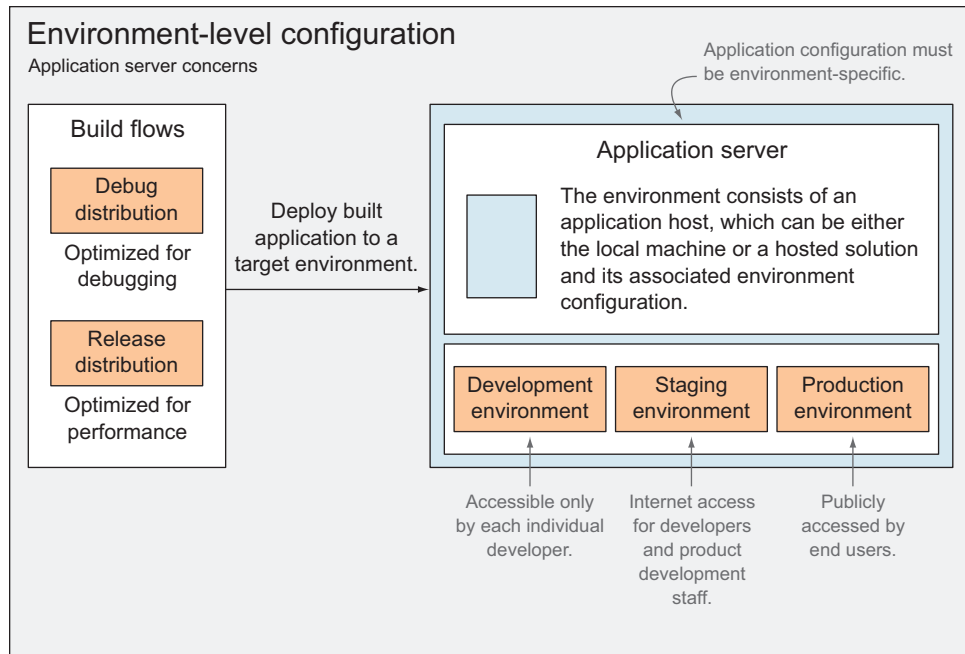 Environment-level configuration
Application server concerns
Application configuration must
be environment-specific.
Build flows
Debug
distribution
Optimized for
debugging
Release
distribution
Optimized for
performance
Deploy built
application to a
target environment.
Application server
The environment consists of an
application host, which can be either
the local machine or a hosted solution
and its associated environment
configuration.
Development
environment
Staging
environment
Production
environment
Accessible only
by each individual
developer.
Internet access
for developers
and product
development
staff.
Publicly
accessed by
end users.